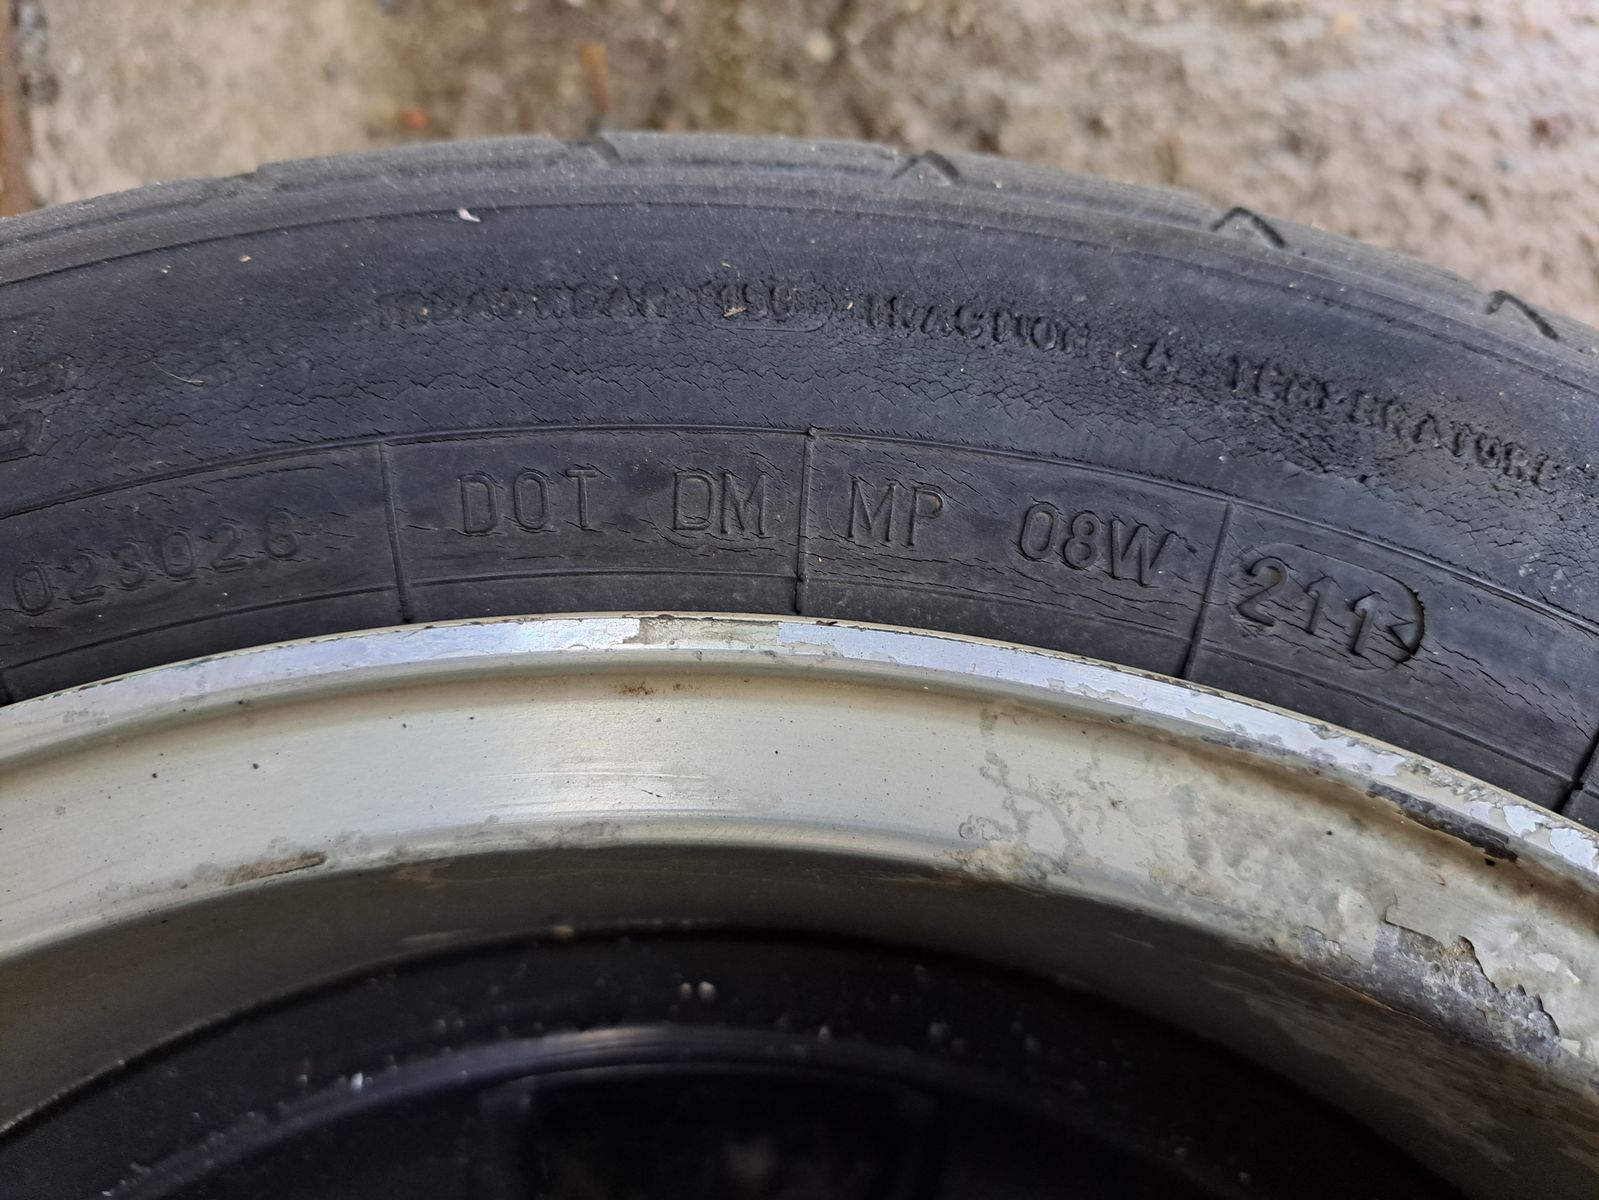 TREADWEAR TRACTION A TEMPERATURE
023028 DOT DM MP 08W 211